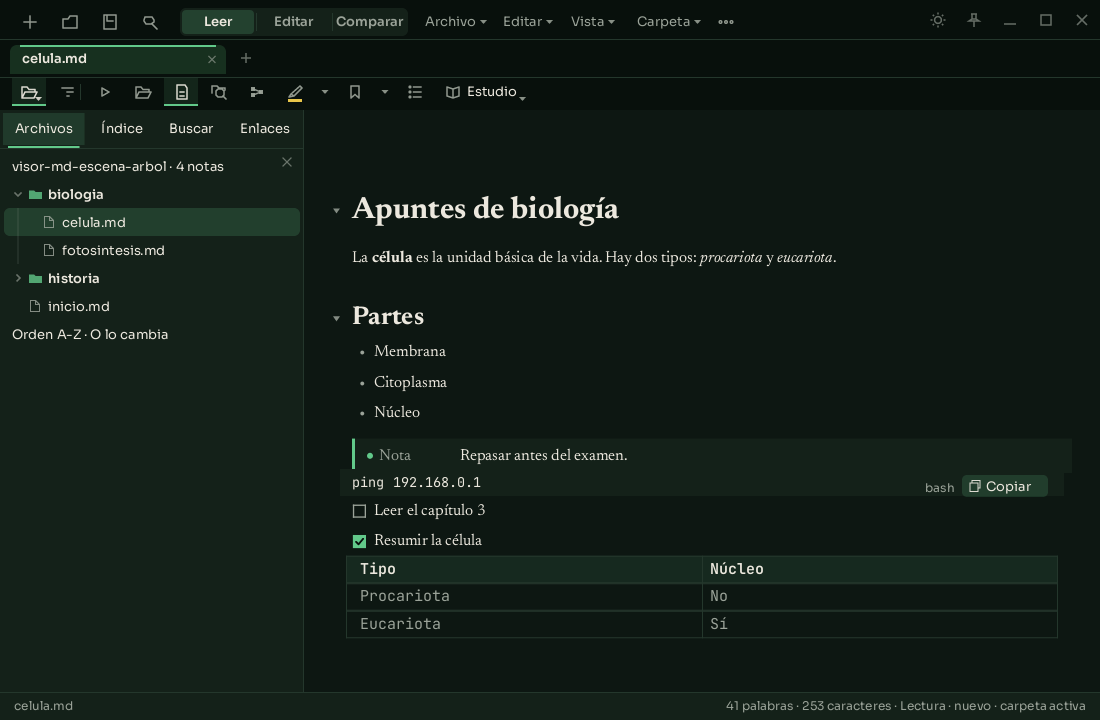 Leer Editar Comparar Archivo Editar Vista Carpeta
celula.md
Estudio
Archivos Índice Buscar Enlaces
visor-md-escena-arbol · 4 notas
biologia
celula.md
fotosintesis.md
historia
inicio.md
Orden A-Z · O lo cambia
Apuntes de biología
La célula es la unidad básica de la vida. Hay dos tipos: procariota y eucariota.
Partes
• Membrana
• Citoplasma
• Núcleo
Nota Repasar antes del examen.
ping 192.168.0.1
bash Copiar
Leer el capítulo 3
Resumir la célula
Tipo Núcleo
Procariota No
Eucariota Sí
celula.md 41 palabras · 253 caracteres · Lectura · nuevo · carpeta activa